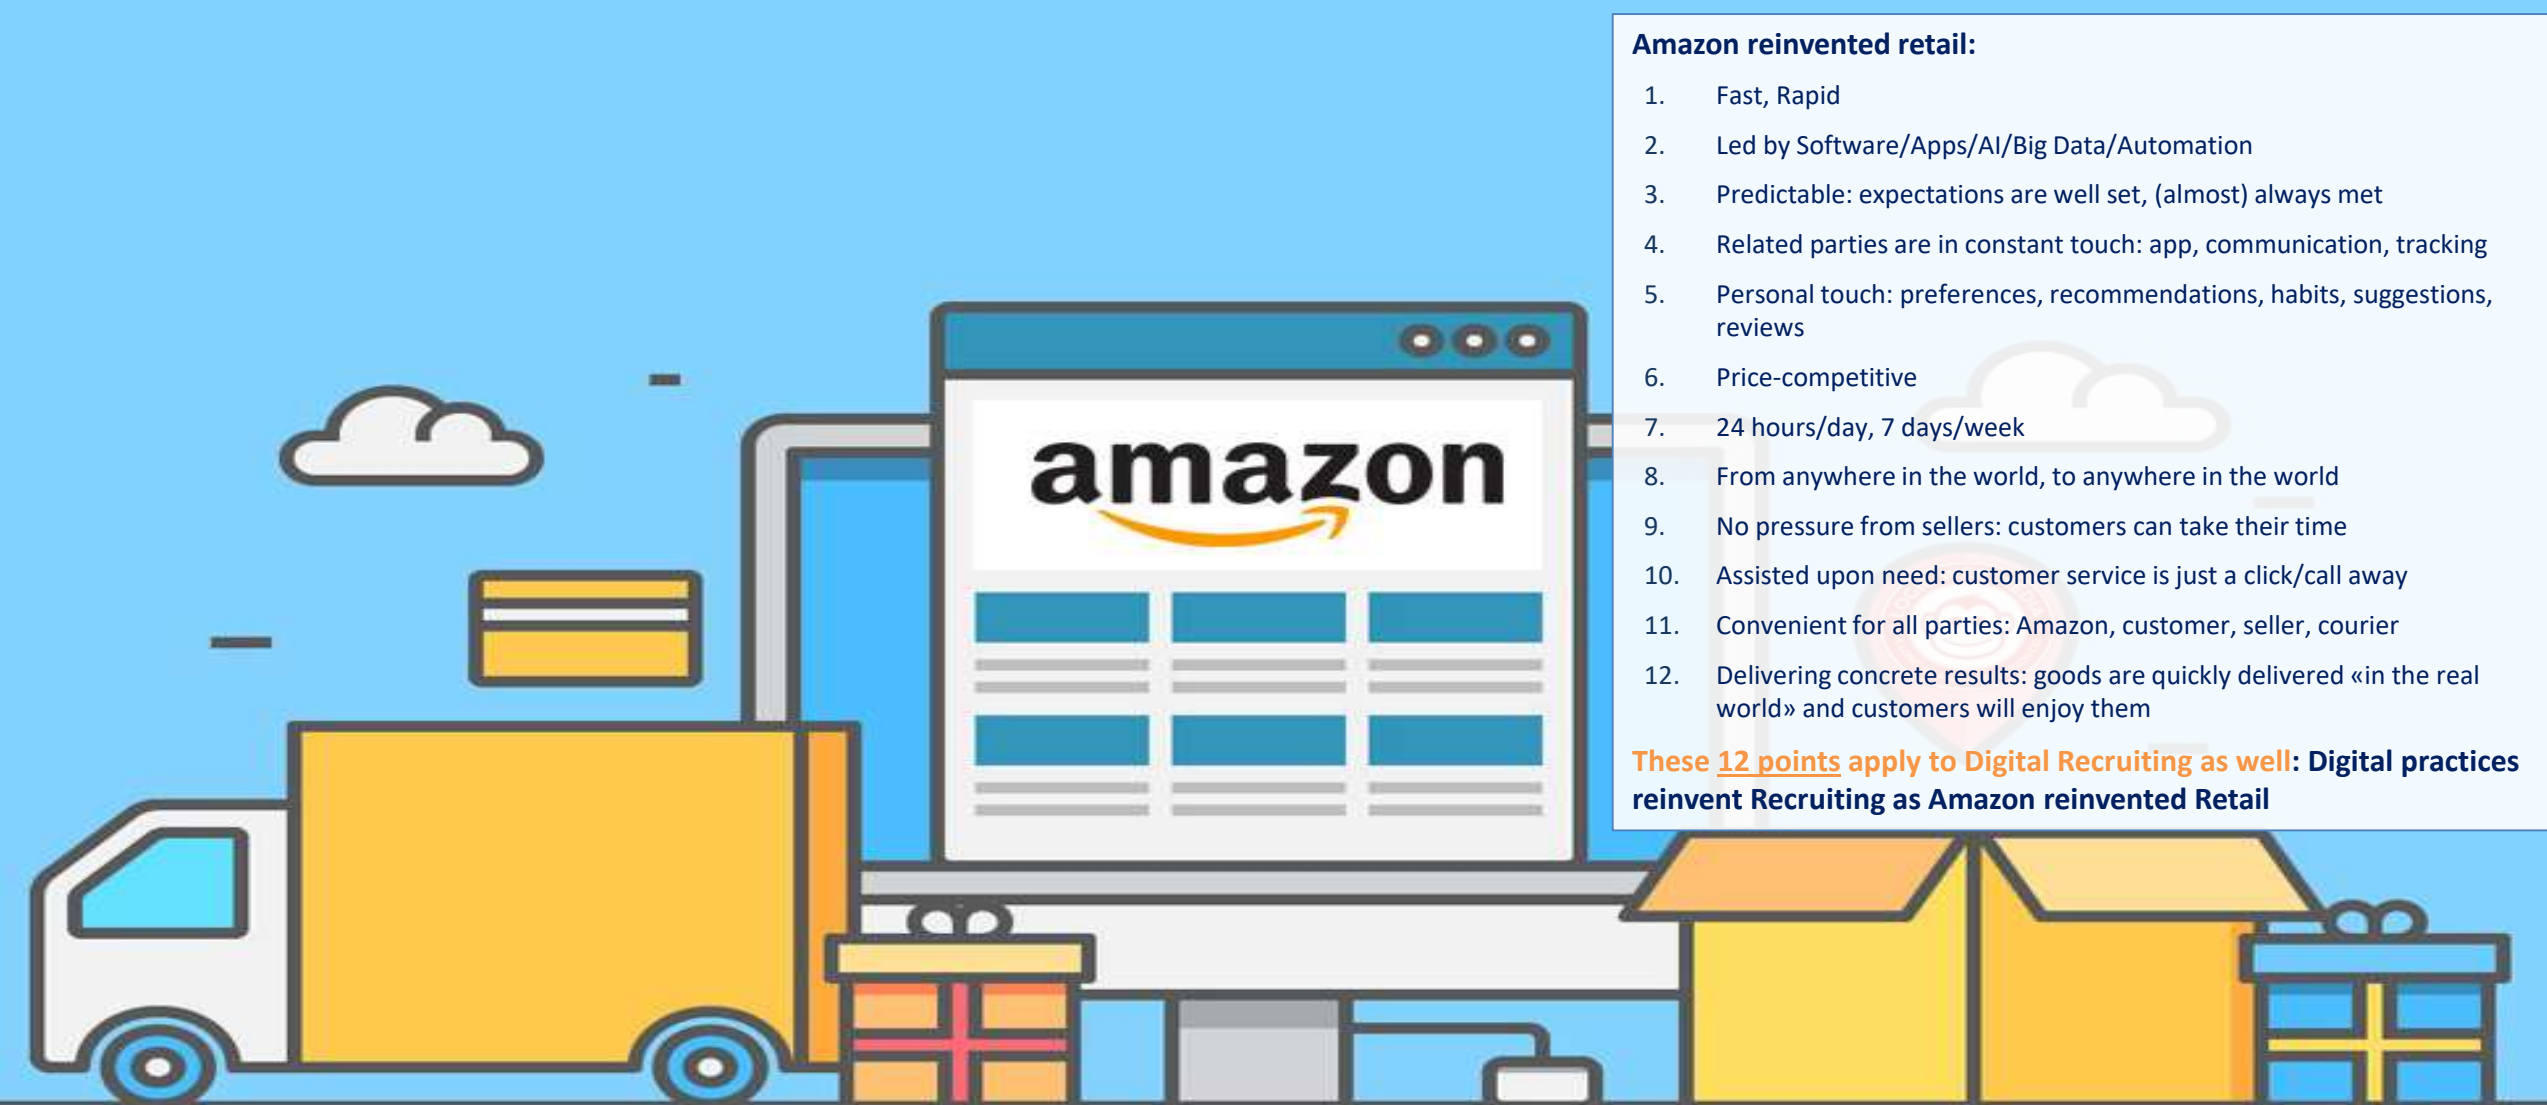 Amazon reinvented retail:
1. Fast, Rapid
2. Led by Software/Apps/AI/Big Data/Automation
3. Predictable: expectations are well set, (almost) always met
4. Related parties are in constant touch: app, communication, tracking
5. Personal touch: preferences, recommendations, habits, suggestions,
reviews
6. Price-competitive
7. 24 hours/day, 7 days/week
8. From anywhere in the world, to anywhere in the world
9. No pressure from sellers: customers can take their time
10. Assisted upon need: customer service is just a click/call away
11. Convenient for all parties: Amazon, customer, seller, courier
12. Delivering concrete results: goods are quickly delivered «in the real
world» and customers will enjoy them
These 12 points apply to Digital Recruiting as well: Digital practices
reinvent Recruiting as Amazon reinvented Retail
amazon